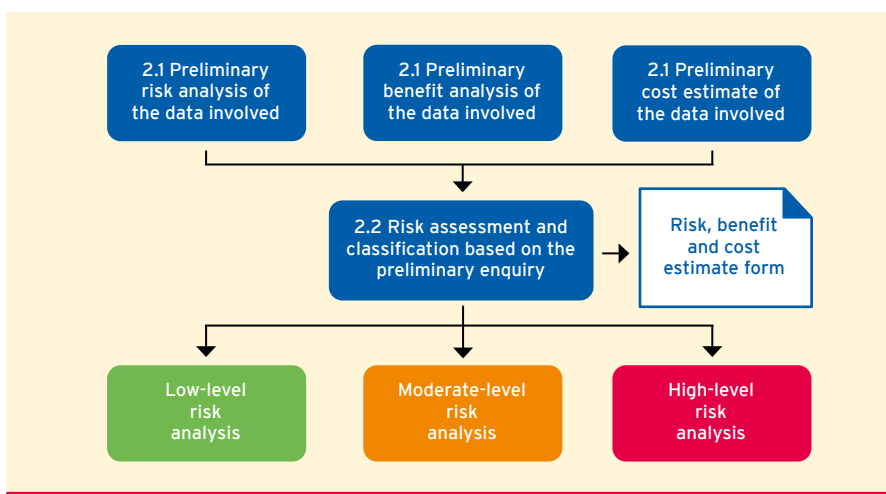 2.1 Preliminary
risk analysis of
the data involved
2.1 Preliminary
benefit analysis of
the data involved
2.1 Preliminary
cost estimate of
the data involved
2.2 Risk assessment and
classification based on the
preliminary enquiry
Risk, benefit
and cost
estimate form
Low-level
risk
analysis
Moderate-level
risk
analysis
High-level
risk
analysis